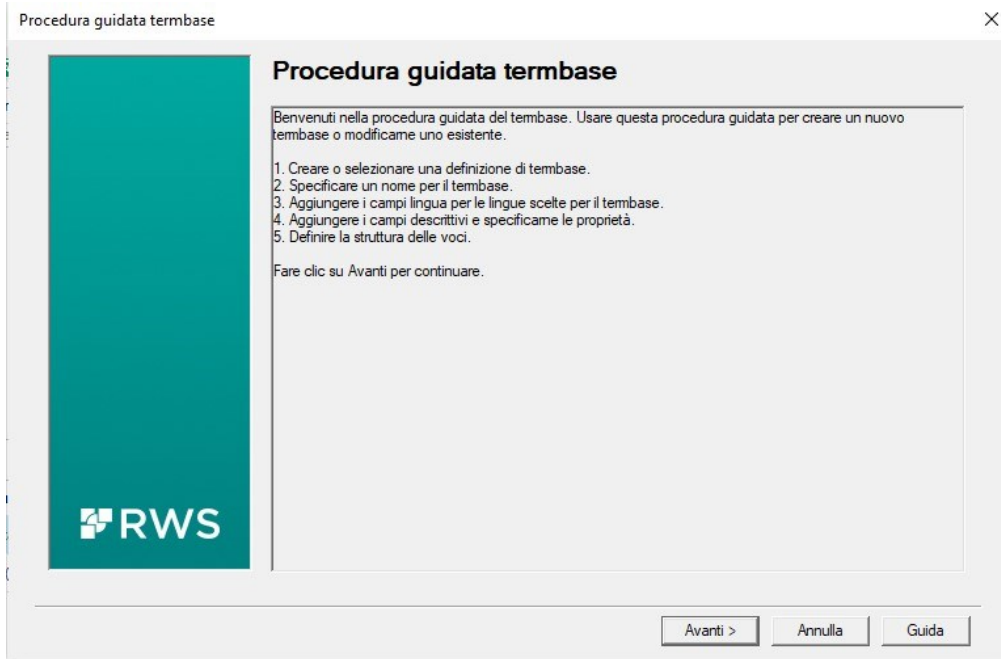 Procedura guidata termbase
Procedura guidata termbase
Benvenuti nella procedura guidata del termbase. Usare questa procedura guidata per creare un nuovo
termbase o modificarne uno esistente.
1. Creare o selezionare una definizione di termbase.
2. Specificare un nome per il termbase.
3. Aggiungere i campi lingua per le lingue scelte per il termbase.
4. Aggiungere i campi descrittivi e specificarne le proprietà.
5. Definire la struttura delle voci.
Fare clic su Avanti per continuare.
RWS
Avanti > Annulla Guida